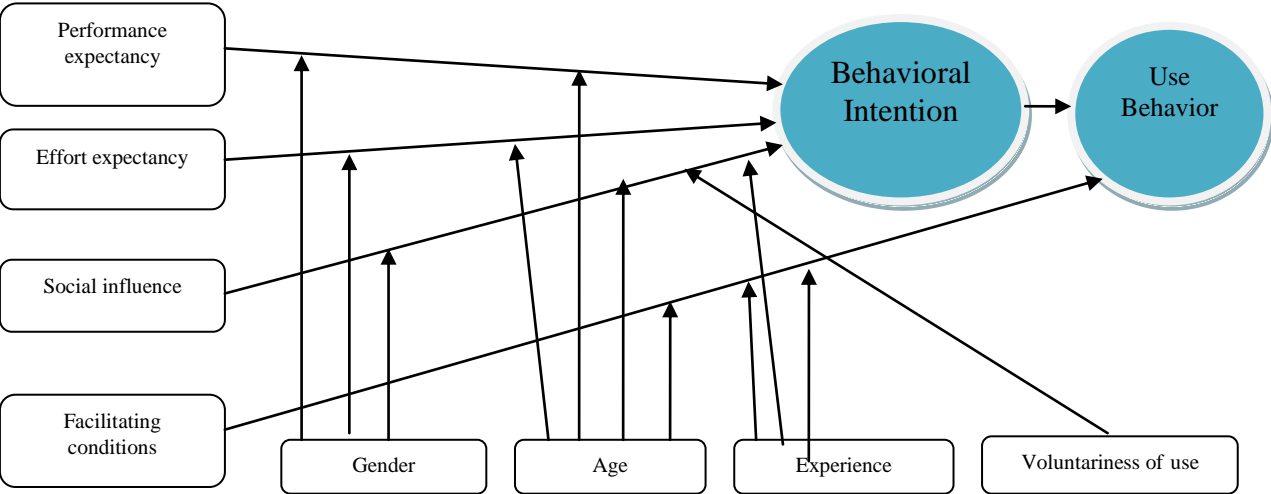 Performance
expectancy
Behavioral
Intention
Use
Behavior
Effort expectancy
Social influence
Facilitating
conditions
Gender
Age
Experience
Voluntariness of use